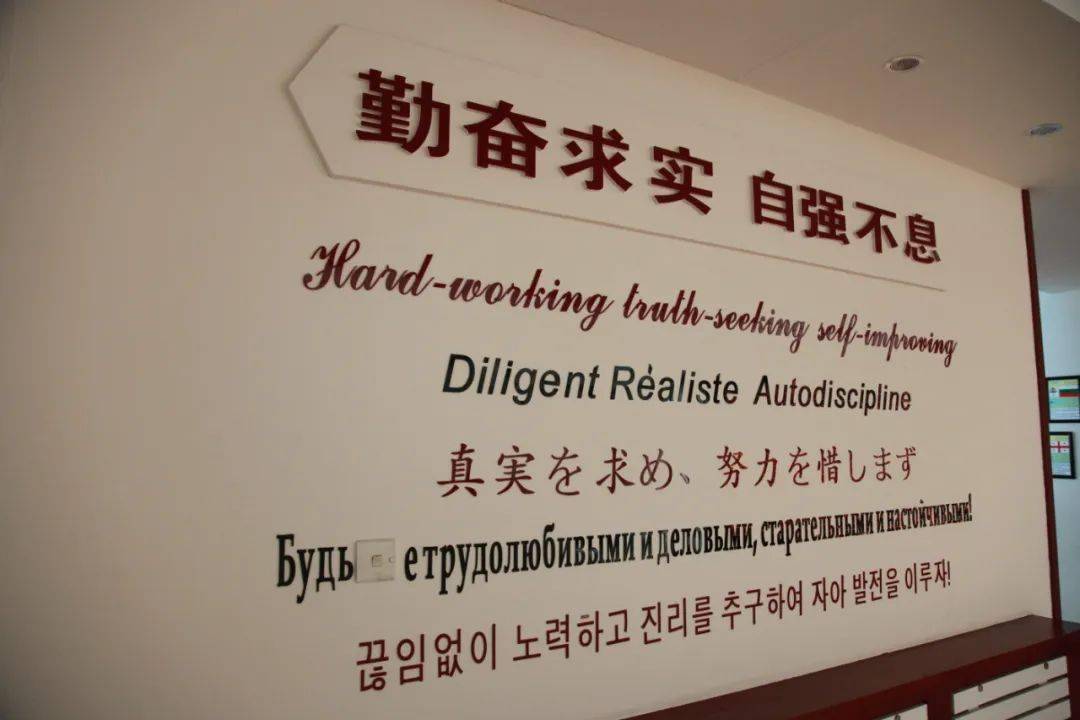 勤奋求实 自强不息
Hard-working truth-seeking self-improving
Diligent Rèaliste Autodiscipline
真実を求め、努力を惜しまず
Будь е трудолюбивыми и деловыми, старательными и настойчивыми!
끊임없이 노력하고 진리를 추구하여 자아 발전을 이루자!